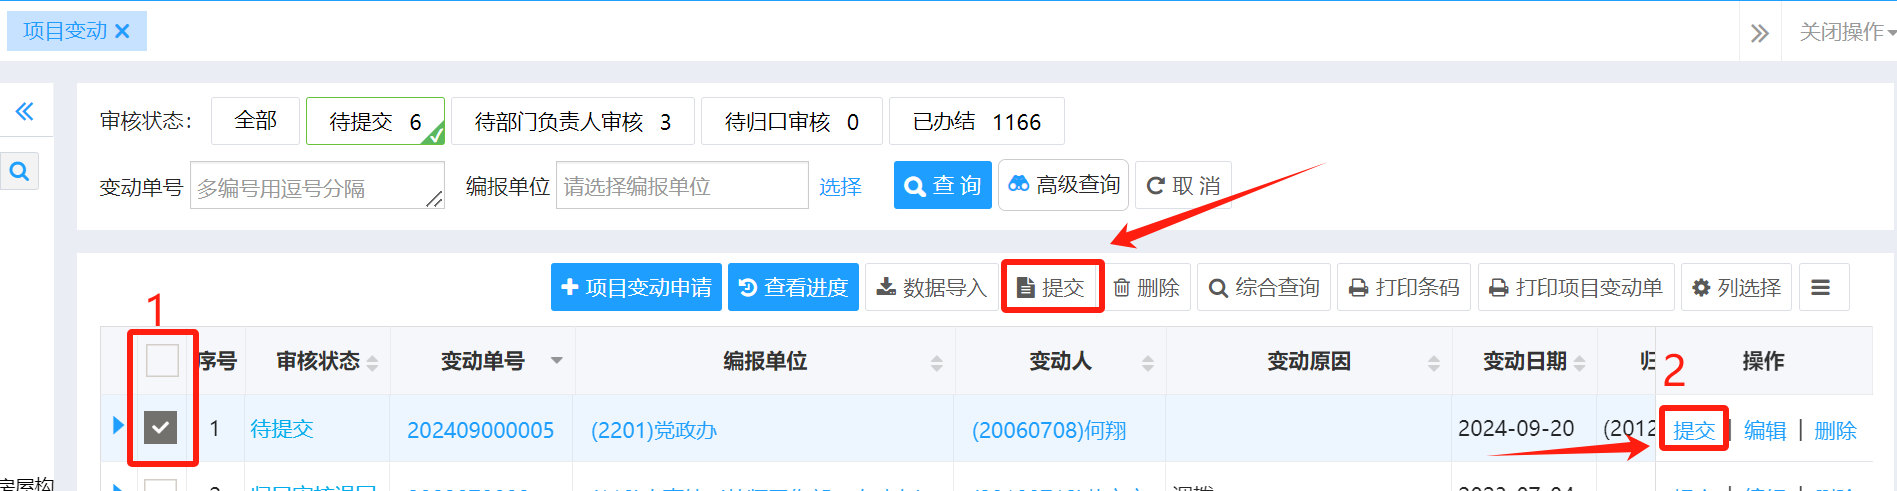 项目变动
关闭操作
审核状态： 全部 待提交 6 待部门负责人审核 3 待归口审核 0 已办结 1166
变动单号 多编号用逗号分隔 编报单位 请选择编报单位 选择 查 询 高级查询 取 消
项目变动申请 查看进度 数据导入 提交 删除 综合查询 打印条码 打印项目变动单 列选择
1
序号 审核状态 变动单号 编报单位 变动人 变动原因 变动日期 归 2 操作
1 待提交 202409000005 (2201)党政办 (20060708)何翔 2024-09-20 (2012 提交 | 编辑 | 删除